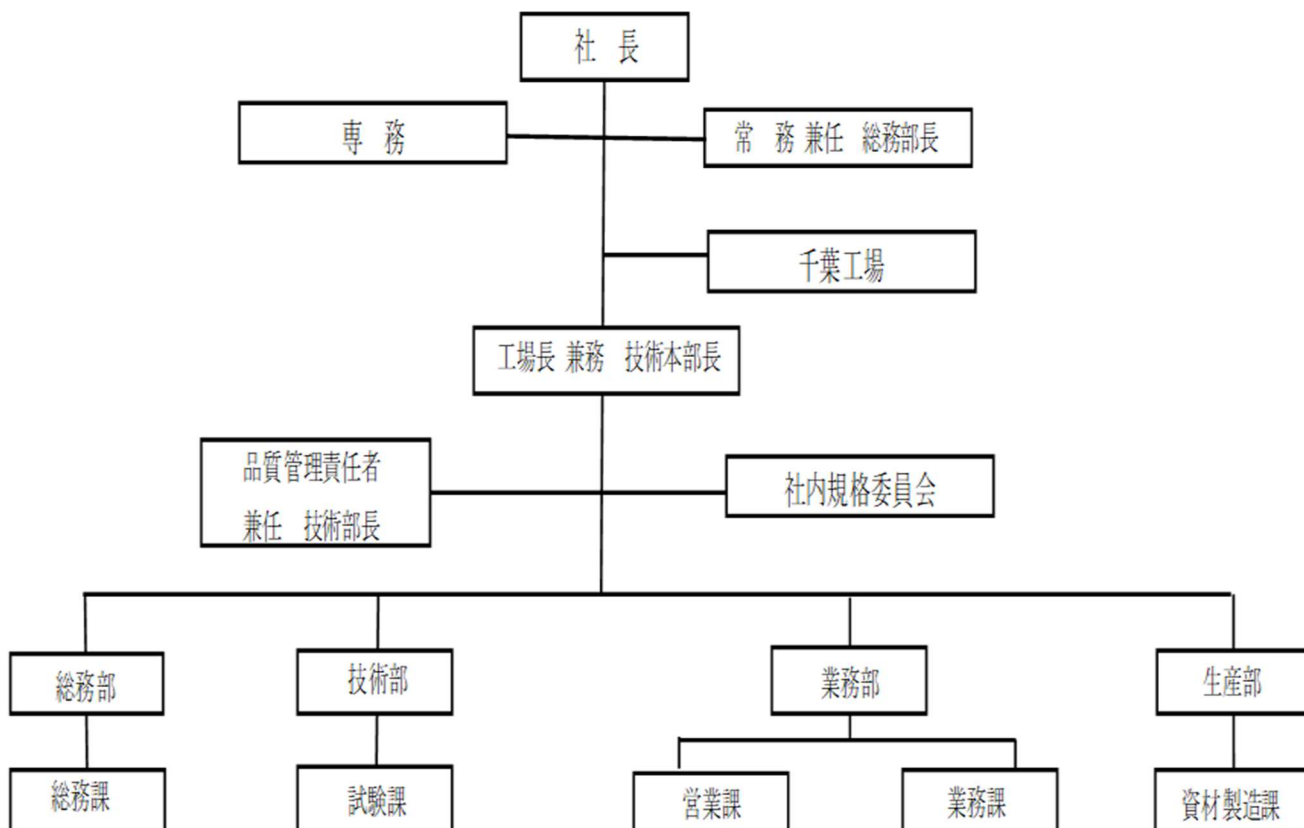 社　長
専　務
常　務 兼任　総務部長
千葉工場
工場長 兼務　技術本部長
品質管理責任者
兼任　技術部長
社内規格委員会
総務部
技術部
業務部
生産部
総務課
試験課
営業課
業務課
資材製造課